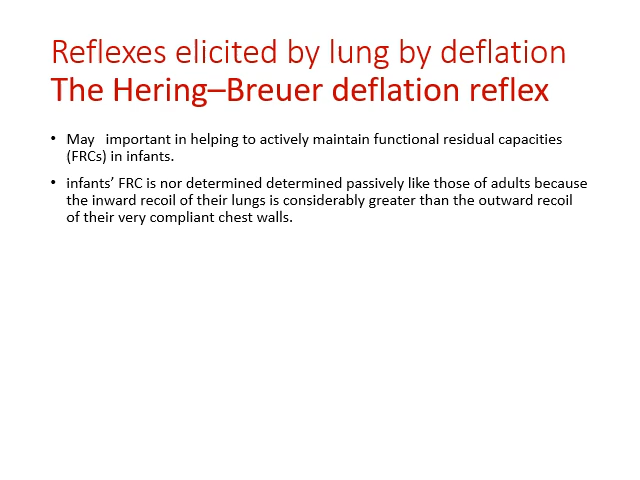 Reflexes elicited by lung by deflation
The Hering–Breuer deflation reflex
• May important in helping to actively maintain functional residual capacities
(FRCs) in infants.
• infants’ FRC is nor determined determined passively like those of adults because
the inward recoil of their lungs is considerably greater than the outward recoil
of their very compliant chest walls.